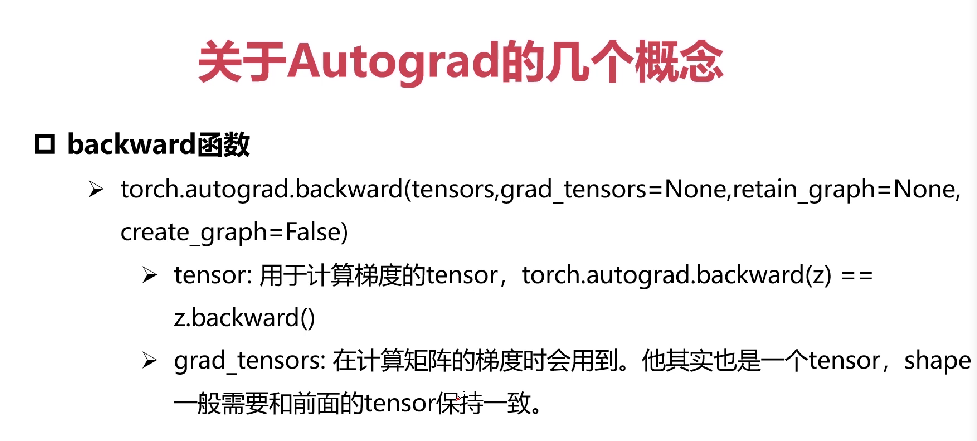 关于Autograd的几个概念
backward函数
torch.autograd.backward(tensors,grad_tensors=None,retain_graph=None,
create_graph=False)
tensor: 用于计算梯度的tensor，torch.autograd.backward(z) ==
z.backward()
grad_tensors: 在计算矩阵的梯度时会用到。他其实也是一个tensor，shape
一般需要和前面的tensor保持一致。